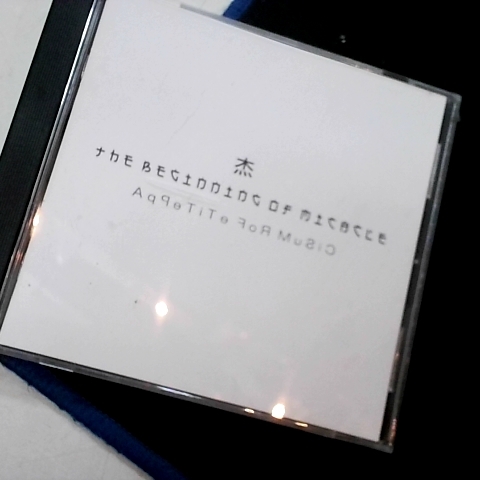 杰
tHE BEGINNING OF MIRACLE
AppeTiTe FoR MuSiC